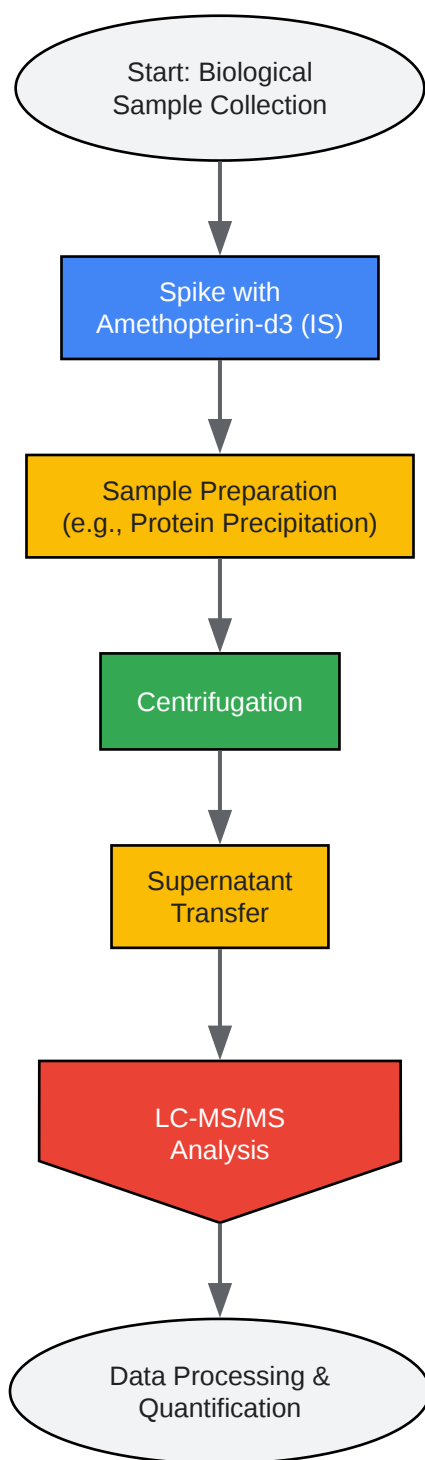 Start: Biological
Sample Collection
Spike with
Amethopterin-d3 (IS)
Sample Preparation
(e.g., Protein Precipitation)
Centrifugation
Supernatant
Transfer
LC-MS/MS
Analysis
Data Processing &
Quantification